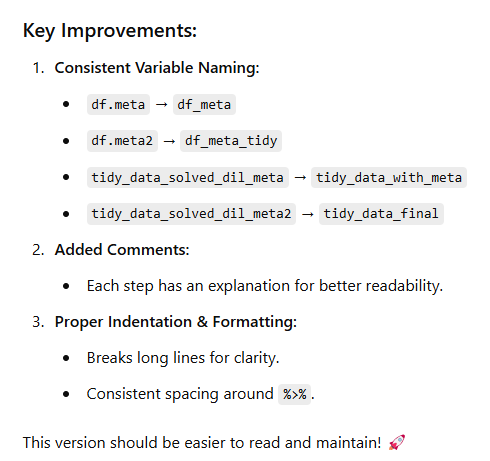 Key Improvements:
1. Consistent Variable Naming:
• df.meta → df_meta
• df.meta2 → df_meta_tidy
• tidy_data_solved_dil_meta → tidy_data_with_meta
• tidy_data_solved_dil_meta2 → tidy_data_final
2. Added Comments:
• Each step has an explanation for better readability.
3. Proper Indentation & Formatting:
• Breaks long lines for clarity.
• Consistent spacing around %>%.
This version should be easier to read and maintain! 🚀